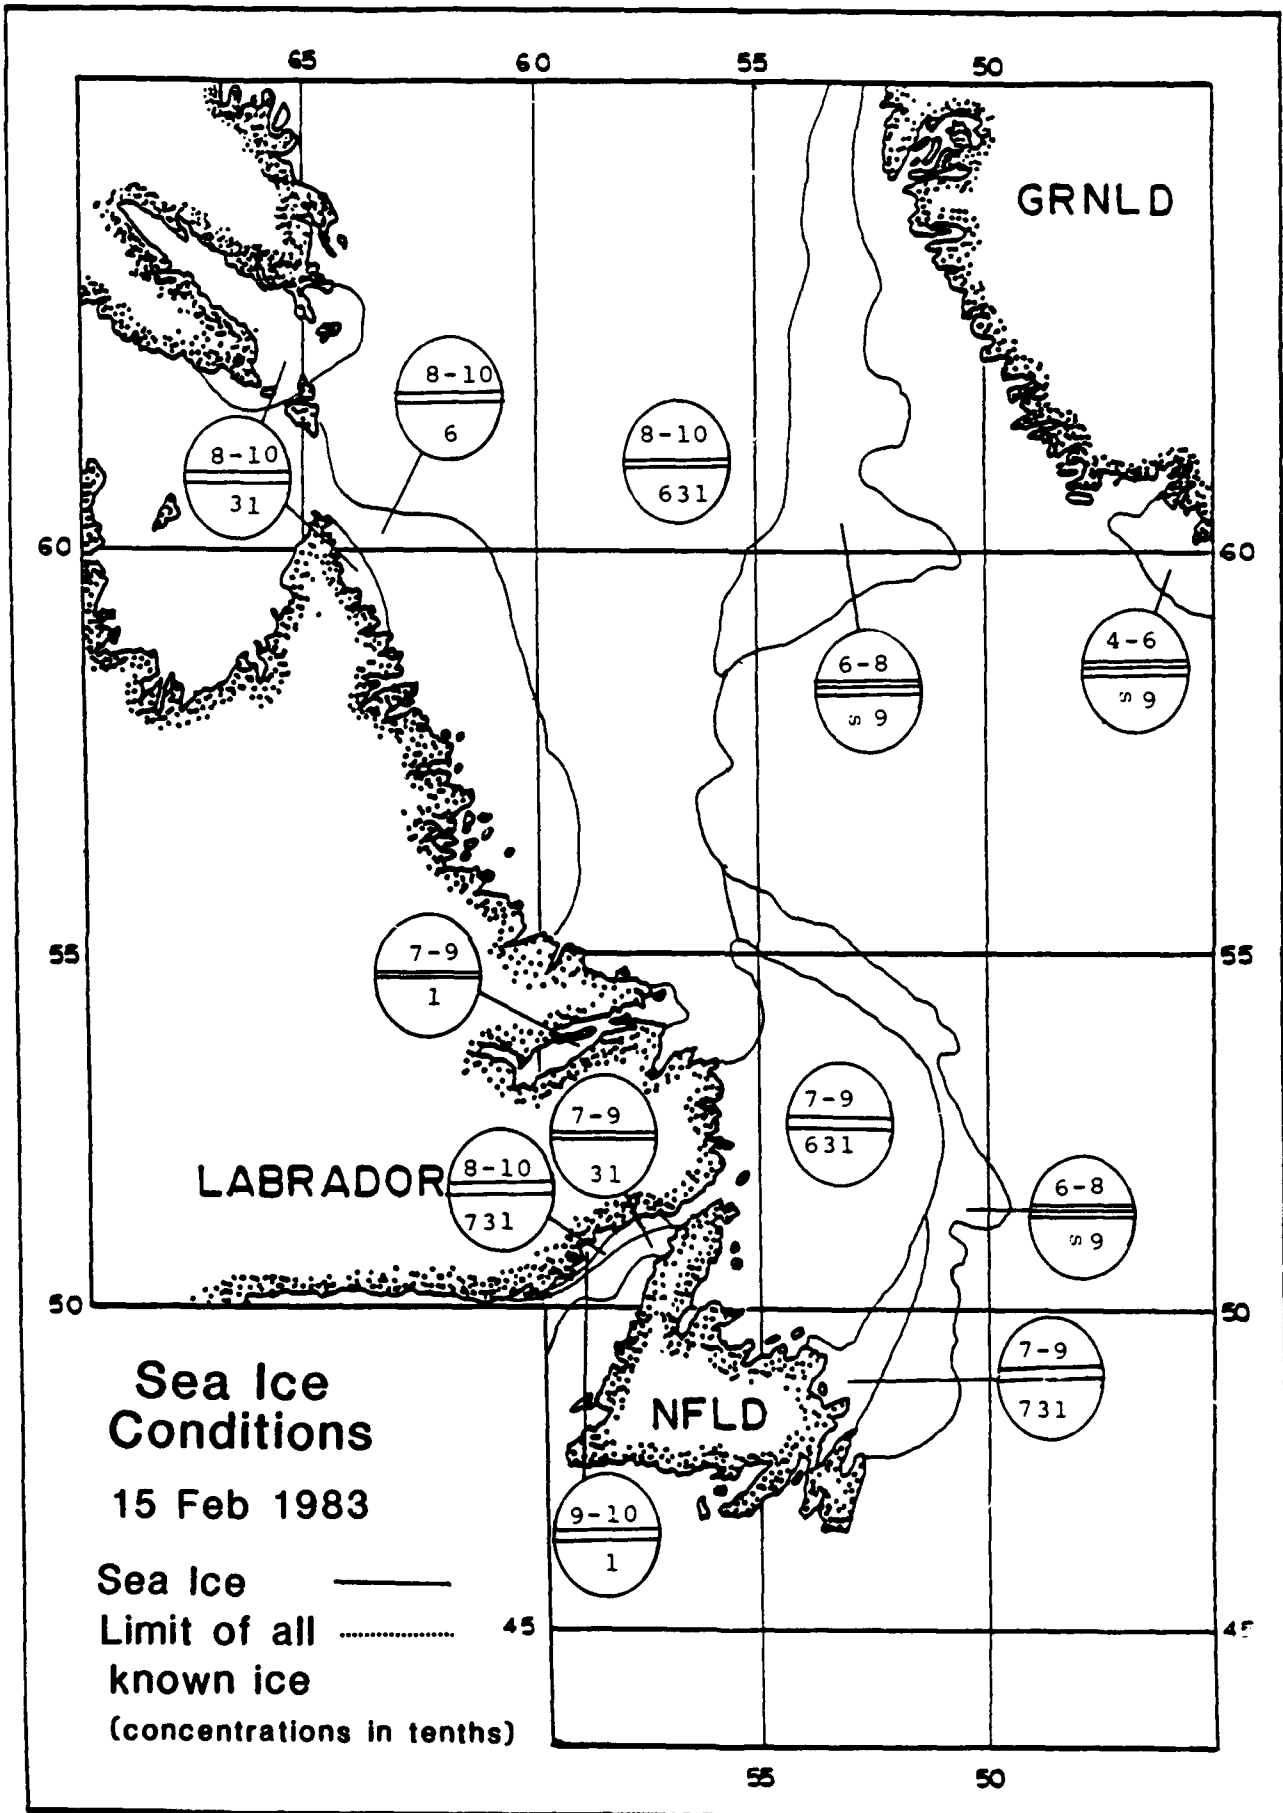 65 60 55 50
GRNLD
8-10
6
8-10
631
8-10
31
60 60
4-6
s 9
6-8
s 9
55 55
7-9
1
7-9
631
7-9
31
LABRADOR
8-10
731
6-8
s 9
50 50
7-9
731
Sea Ice
Conditions
NFLD
15 Feb 1983
9-10
1
Sea Ice
Limit of all
known ice
(concentrations in tenths)
45 45
55 50